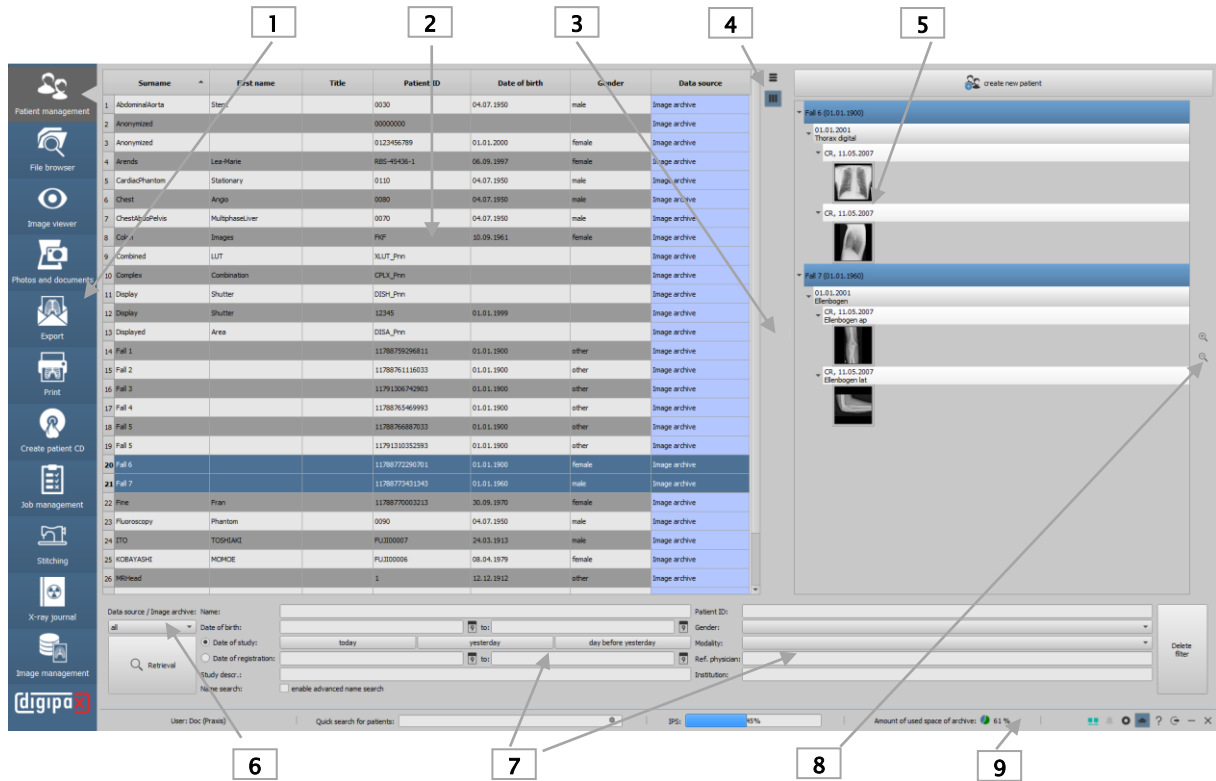 1 2 3 4 5
Patient management
File browser
Image viewer
Photos and documents
Export
Print
Create patient CD
Job management
Stitching
X-ray journal
Image management
digipax
Surname First name Title Patient ID Date of birth Gender Data source
1 AbdominalAorta Stent 0030 04.07.1950 male Image archive
2 Anonymized 00000000 Image archive
3 Anonymized 0123456789 01.01.2000 female Image archive
4 Arends Lea-Marie RBS-49436-1 06.09.1997 female Image archive
5 CardiacPhantom Stationary 0110 04.07.1950 male Image archive
6 Chest Angio 0080 04.07.1950 male Image archive
7 MultiphaseLiver 0070 04.07.1950 male Image archive
8 Images FKF 10.09.1961 female Image archive
9 Combined LUT XLUT_Pnn Image archive
10 Complex Combination CPLX_Pnn Image archive
11 Display Shutter DISH_Pnn Image archive
12 Display Shutter 12345 01.01.1999 Image archive
13 Displayed Area DISA_Pnn Image archive
14 Fall 1 11788759296811 01.01.1900 other Image archive
15 Fall 2 11788761116033 01.01.1900 other Image archive
16 Fall 3 11791306742903 01.01.1900 other Image archive
17 Fall 4 11788765469993 01.01.1900 other Image archive
18 Fall 5 11788766887033 01.01.1900 other Image archive
19 Fall 5 11791310352593 01.01.1900 other Image archive
20 Fall 6 11788772290701 01.01.1900 female Image archive
21 Fall 7 11788773431343 01.01.1960 male Image archive
22 Fine Fran 11788770003213 30.09.1970 female Image archive
23 Fluoroscopy Phantom 0090 04.07.1950 male Image archive
24 ITO TOSHIAKI FUJI00007 24.03.1913 male Image archive
25 KOBAYASHI MOMOE FUJI00006 08.04.1979 female Image archive
26 MRHead 1 12.12.1912 other Image archive
create new patient
Fall 6 (01.01.1900)
01.01.2001
Thorax digital
CR, 11.05.2007
CR, 11.05.2007
Fall 7 (01.01.1960)
01.01.2001
Ellenbogen
CR, 11.05.2007
Ellenbogen ap
CR, 11.05.2007
Ellenbogen lat
Data source / Image archive: Name: Patient ID:
all Date of birth: to: Gender:
Date of study: today yesterday day before yesterday Modality:
Retrieval Date of registration: to: Ref. physician:
Study descr.: Institution:
Name search: enable advanced name search
Delete
filter
User: Doc (Praxis) Quick search for patients: IPS: 45% Amount of used space of archive: 61 % ?
6 7 8 9